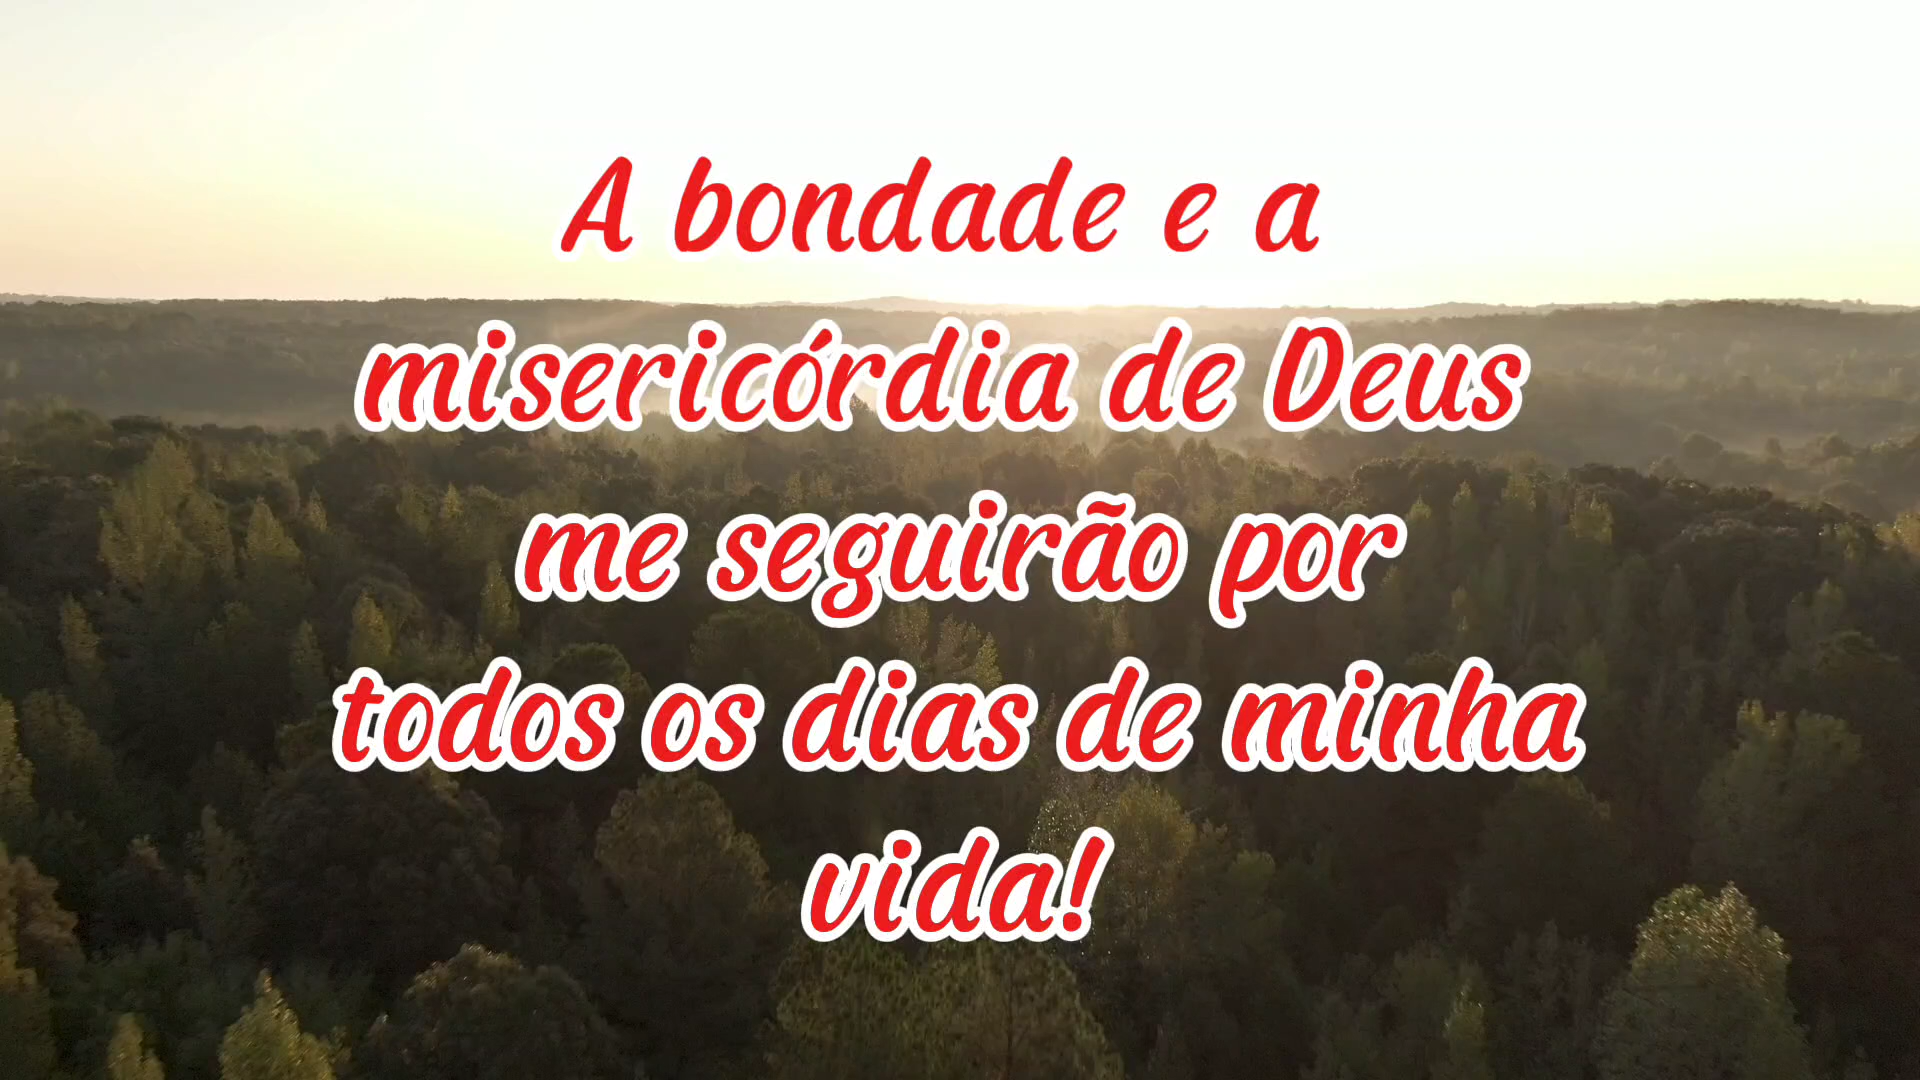 A bondade e a
misericórdia de Deus
me seguirão por
todos os dias de minha
vida!